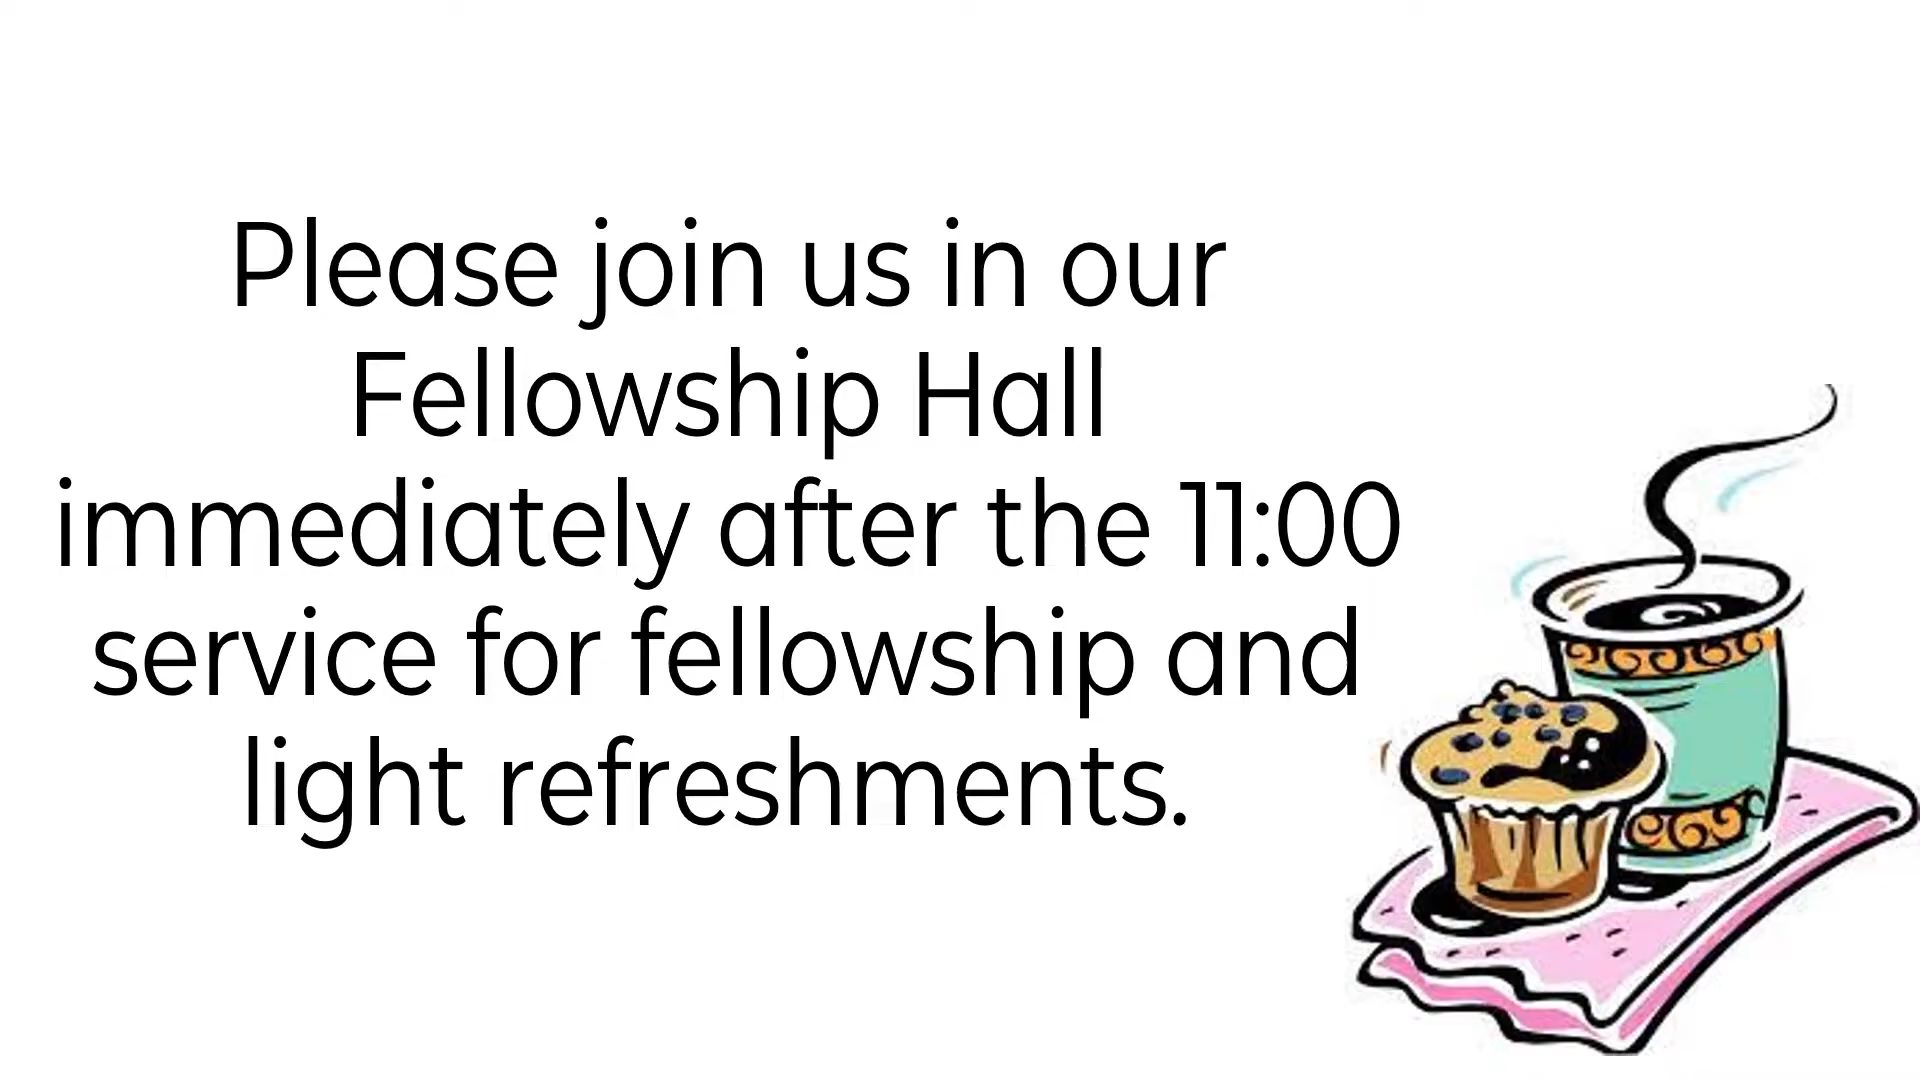 Please join us in our
Fellowship Hall
immediately after the 11:00
service for fellowship and
light refreshments.